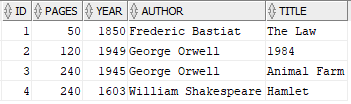 ID PAGES YEAR AUTHOR TITLE
1 50 1850 Frederic Bastiat The Law
2 120 1949 George Orwell 1984
3 240 1945 George Orwell Animal Farm
4 240 1603 William Shakespeare Hamlet